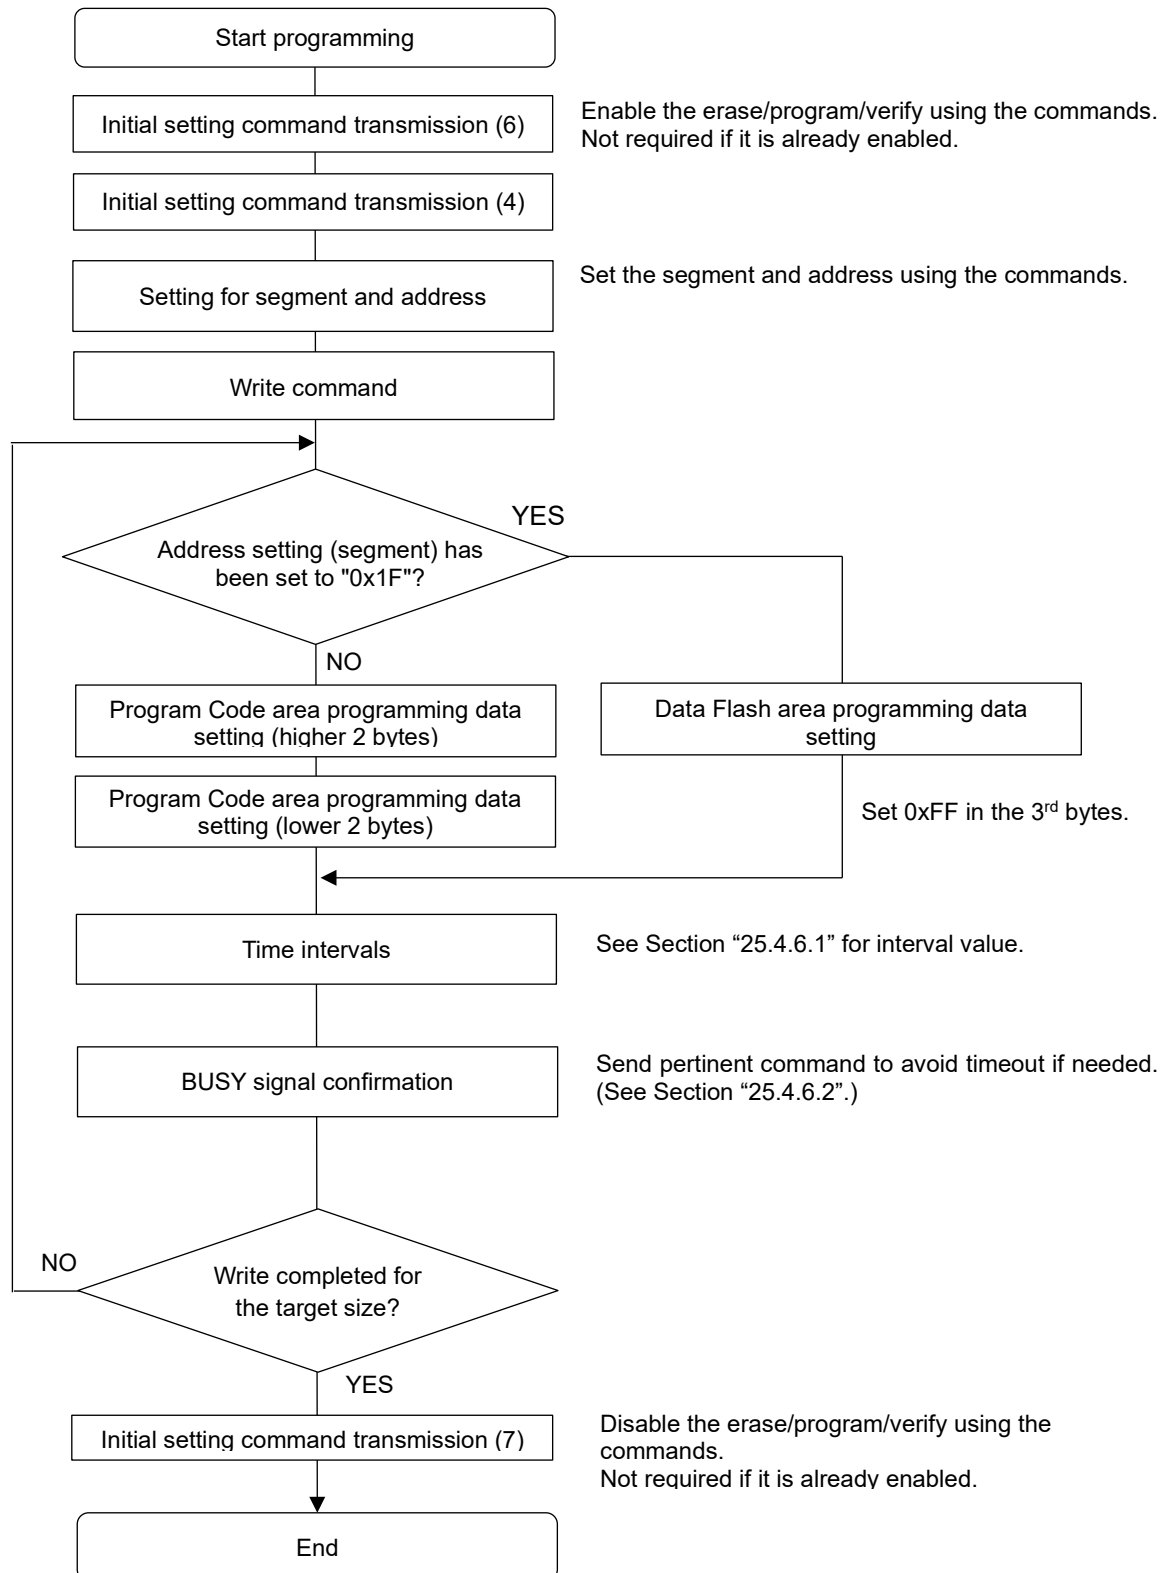 Start programming
Initial setting command transmission (6)
Enable the erase/program/verify using the commands.
Not required if it is already enabled.
Initial setting command transmission (4)
Setting for segment and address
Set the segment and address using the commands.
Write command
YES
Address setting (segment) has
been set to "0x1F"?
NO
Program Code area programming data
setting (higher 2 bytes)
Data Flash area programming data
setting
Program Code area programming data
setting (lower 2 bytes)
Set 0xFF in the 3rd bytes.
Time intervals
See Section “25.4.6.1” for interval value.
BUSY signal confirmation
Send pertinent command to avoid timeout if needed.
(See Section “25.4.6.2”.)
NO
Write completed for
the target size?
YES
Initial setting command transmission (7)
Disable the erase/program/verify using the
commands.
Not required if it is already enabled.
End